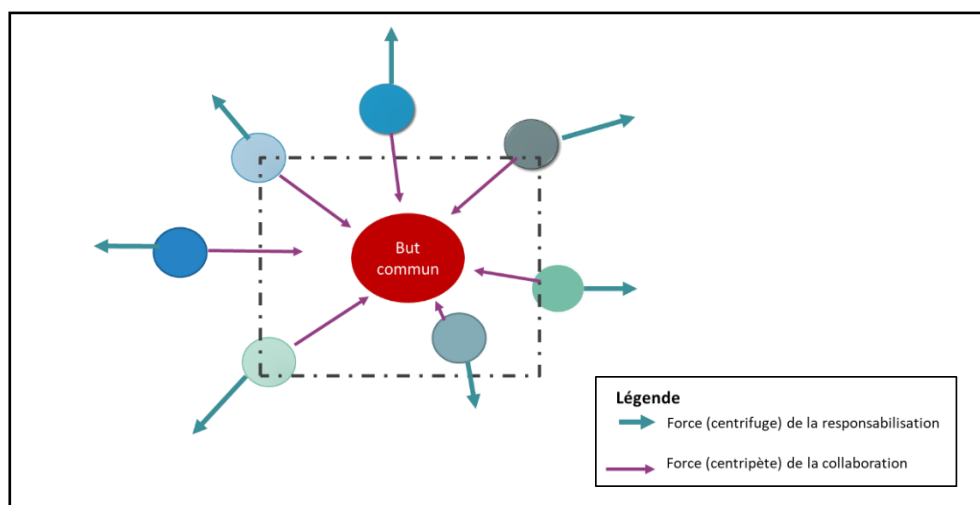 But
commun
Légende
Force (centrifuge) de la responsabilisation
Force (centripète) de la collaboration